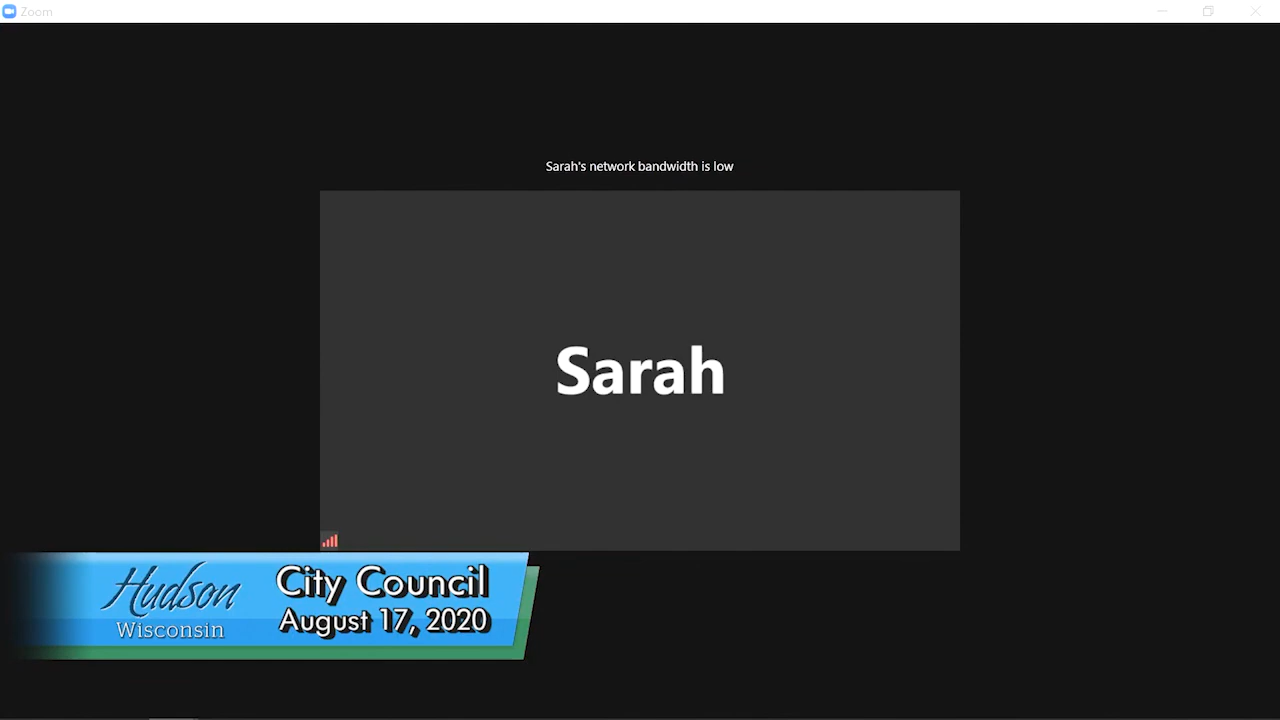 Zoom
Sarah's network bandwidth is low
Sarah
Hudson
Wisconsin
City Council
August 17, 2020